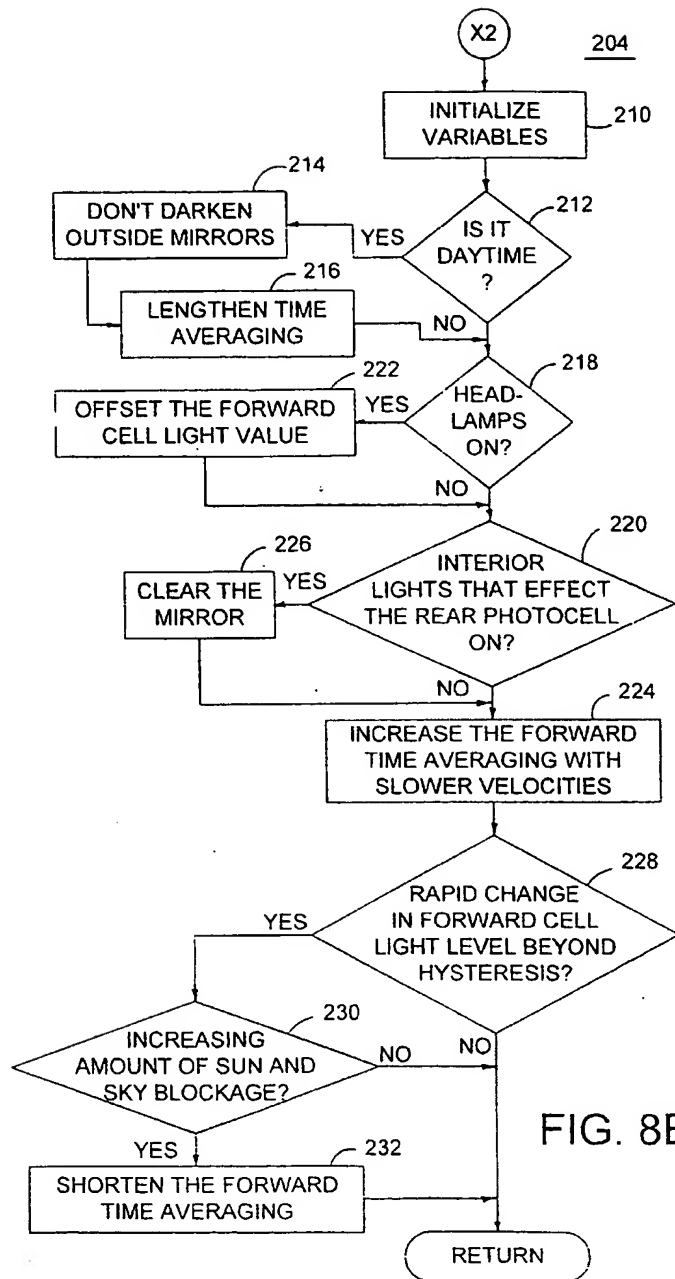 X2
204
INITIALIZE
VARIABLES
210
214
DON'T DARKEN
OUTSIDE MIRRORS
YES
212
IS IT
DAYTIME
?
216
LENGTHEN TIME
AVERAGING
NO
222
OFFSET THE FORWARD
CELL LIGHT VALUE
YES
218
HEAD-
LAMPS
ON?
NO
226
CLEAR THE
MIRROR
YES
220
INTERIOR
LIGHTS THAT EFFECT
THE REAR PHOTOCELL
ON?
NO
224
INCREASE THE FORWARD
TIME AVERAGING WITH
SLOWER VELOCITIES
228
YES
RAPID CHANGE
IN FORWARD CELL
LIGHT LEVEL BEYOND
HYSTERESIS?
230
INCREASING
AMOUNT OF SUN AND
SKY BLOCKAGE?
NO
NO
YES
232
SHORTEN THE FORWARD
TIME AVERAGING
FIG. 8B
RETURN